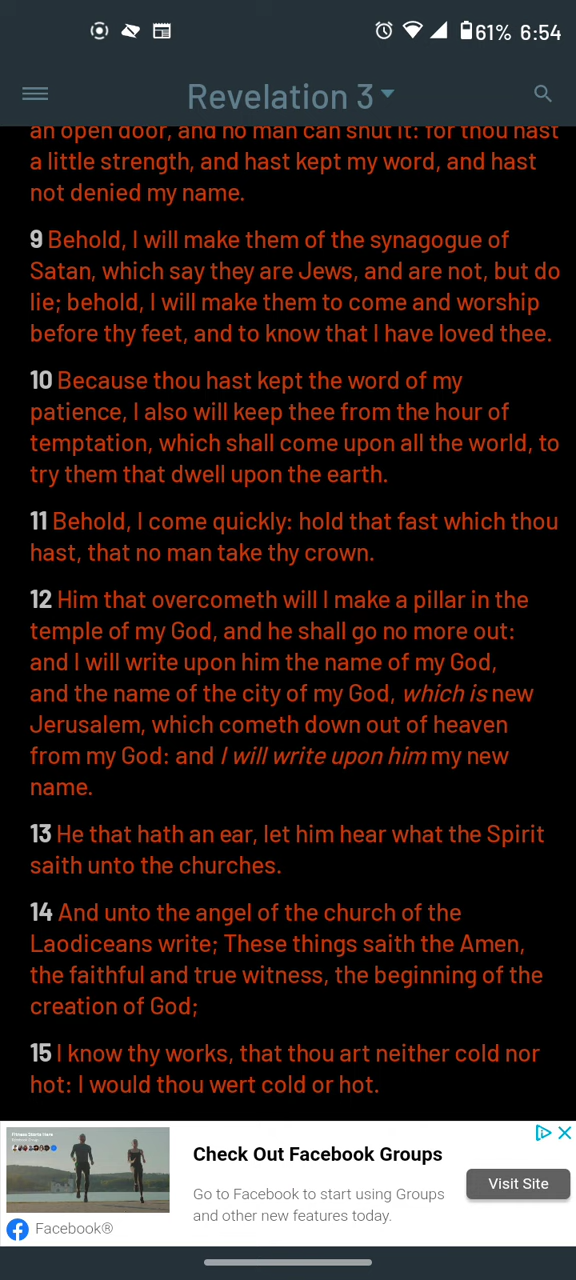 61% 6:54
Revelation 3
an open door, and no man can shut it: for thou hast
a little strength, and hast kept my word, and hast
not denied my name.
9 Behold, I will make them of the synagogue of
Satan, which say they are Jews, and are not, but do
lie; behold, I will make them to come and worship
before thy feet, and to know that I have loved thee.
10 Because thou hast kept the word of my
patience, I also will keep thee from the hour of
temptation, which shall come upon all the world, to
try them that dwell upon the earth.
11 Behold, I come quickly: hold that fast which thou
hast, that no man take thy crown.
12 Him that overcometh will I make a pillar in the
temple of my God, and he shall go no more out:
and I will write upon him the name of my God,
and the name of the city of my God, which is new
Jerusalem, which cometh down out of heaven
from my God: and I will write upon him my new
name.
13 He that hath an ear, let him hear what the Spirit
saith unto the churches.
14 And unto the angel of the church of the
Laodiceans write; These things saith the Amen,
the faithful and true witness, the beginning of the
creation of God;
15 I know thy works, that thou art neither cold nor
hot: I would thou wert cold or hot.
Check Out Facebook Groups
Go to Facebook to start using Groups
and other new features today.
Visit Site
Facebook®